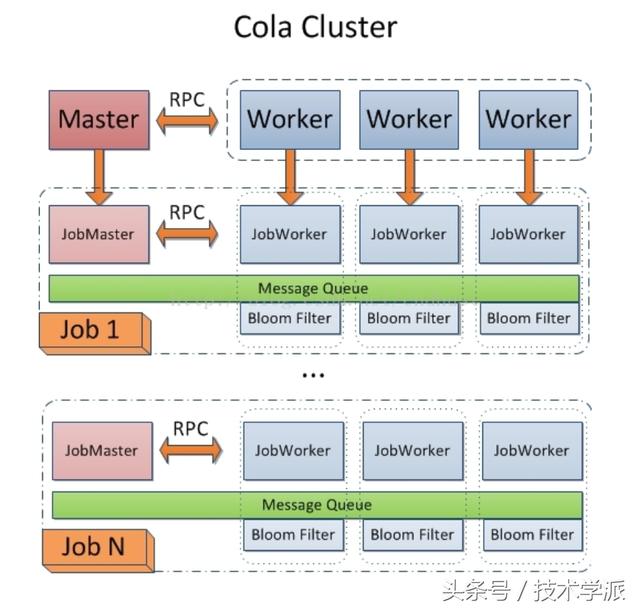 Cola Cluster
Master RPC Worker Worker Worker
JobMaster RPC JobWorker JobWorker JobWorker
Message Queue
Bloom Filter Bloom Filter Bloom Filter
Job 1
...
JobMaster RPC JobWorker JobWorker JobWorker
Message Queue
Bloom Filter Bloom Filter Bloom Filter
Job N
头条号 / 技术学派